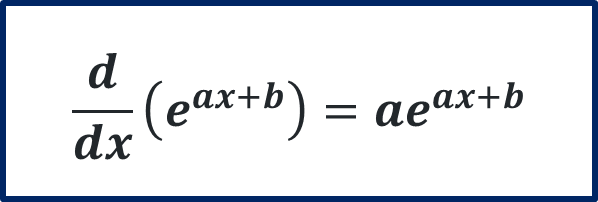 d/dx (e^{ax+b}) = ae^{ax+b}